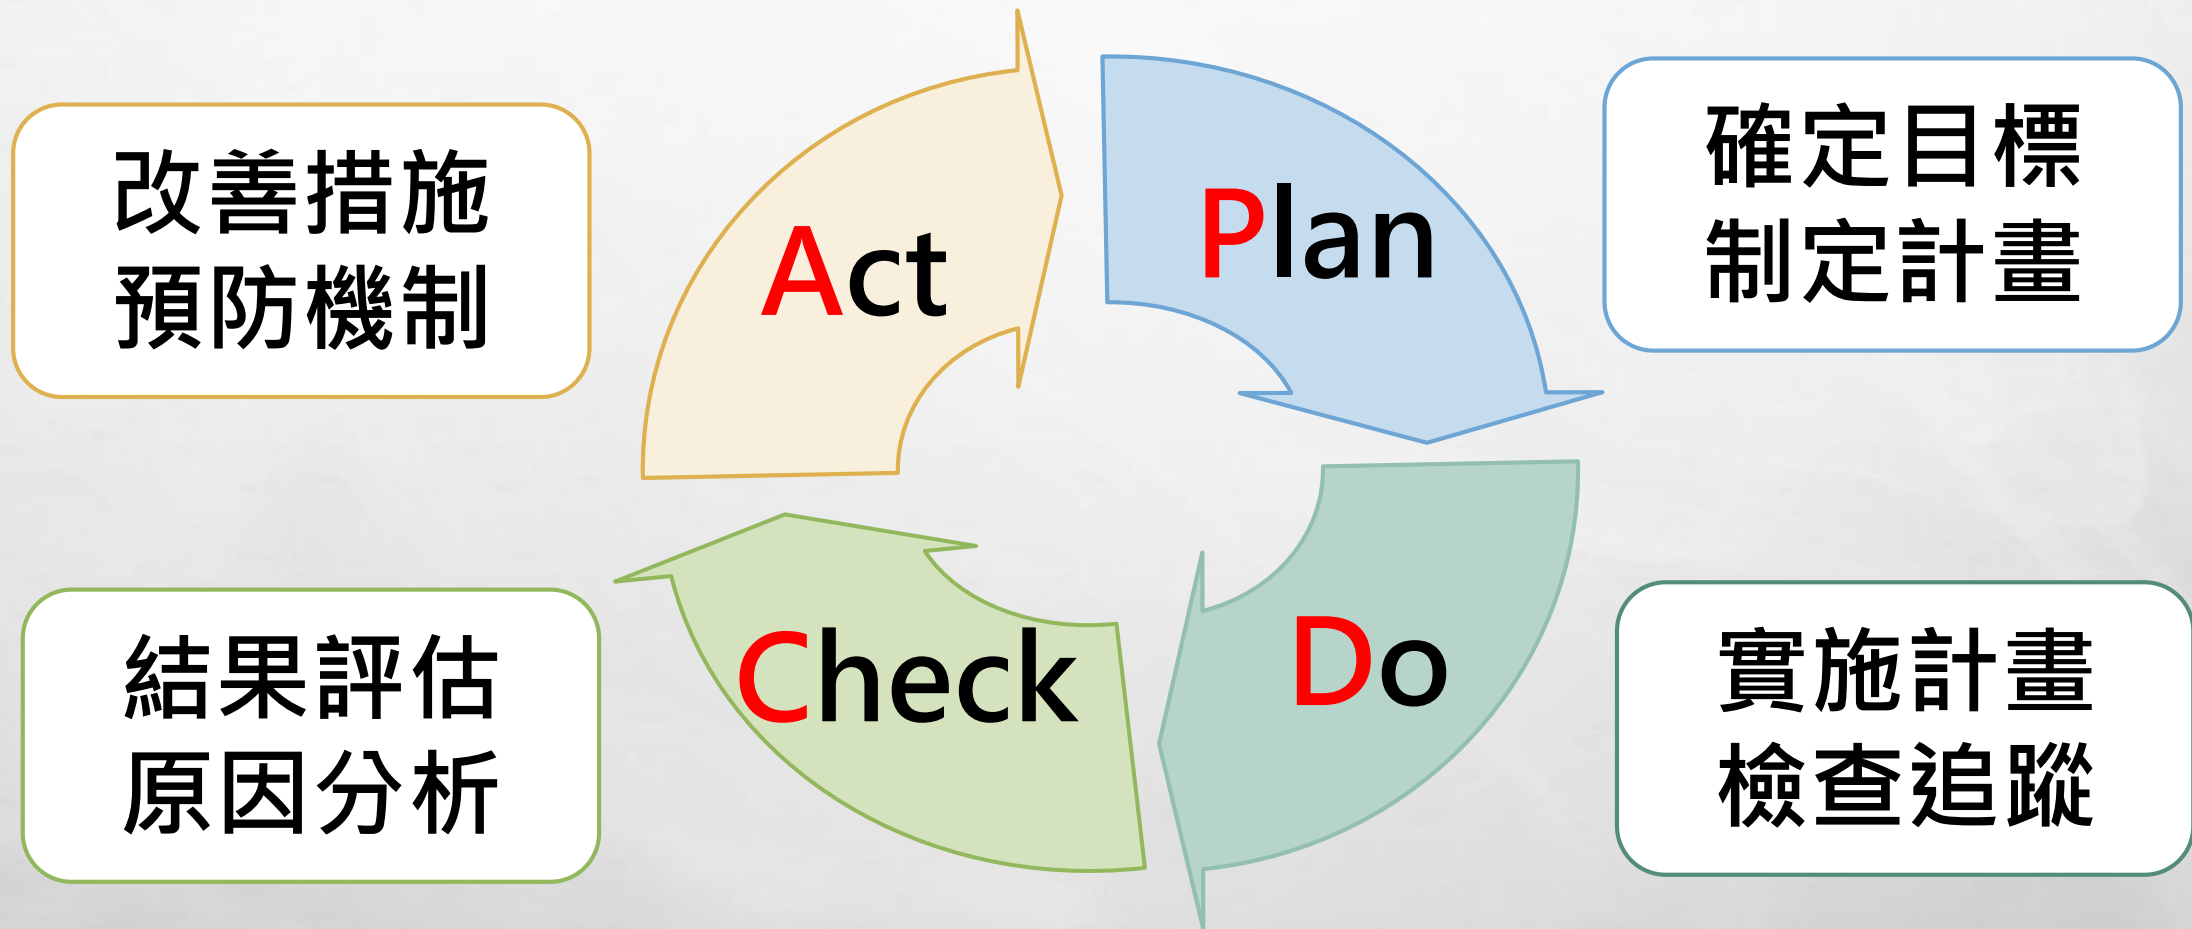 改善措施
預防機制
Act
Plan
確定目標
制定計畫
結果評估
原因分析
Check
Do
實施計畫
檢查追蹤